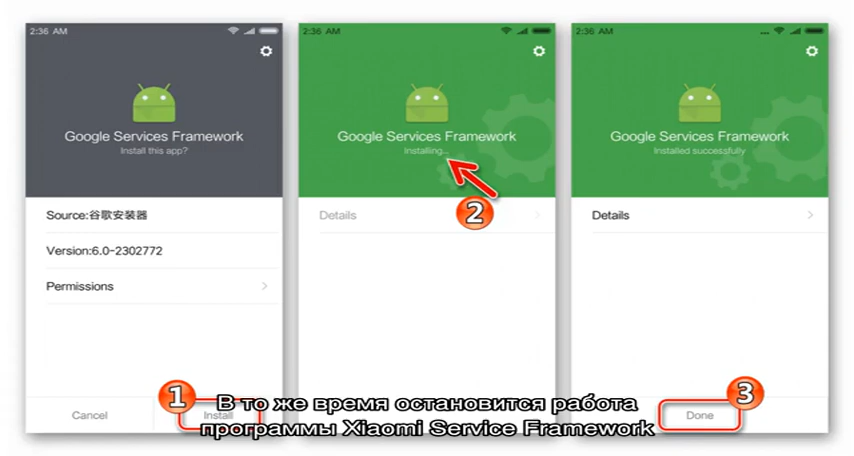 2:36 AM
Google Services Framework
Install this app?
Source:谷歌安装器
Version:6.0-2302772
Permissions
Cancel
Install
1
2:36 AM
Google Services Framework
Installing...
Details
2
2:36 AM
Google Services Framework
Installed successfully
Details
Done
3
В то же время остановится работа
программы Xiaomi Service Framework